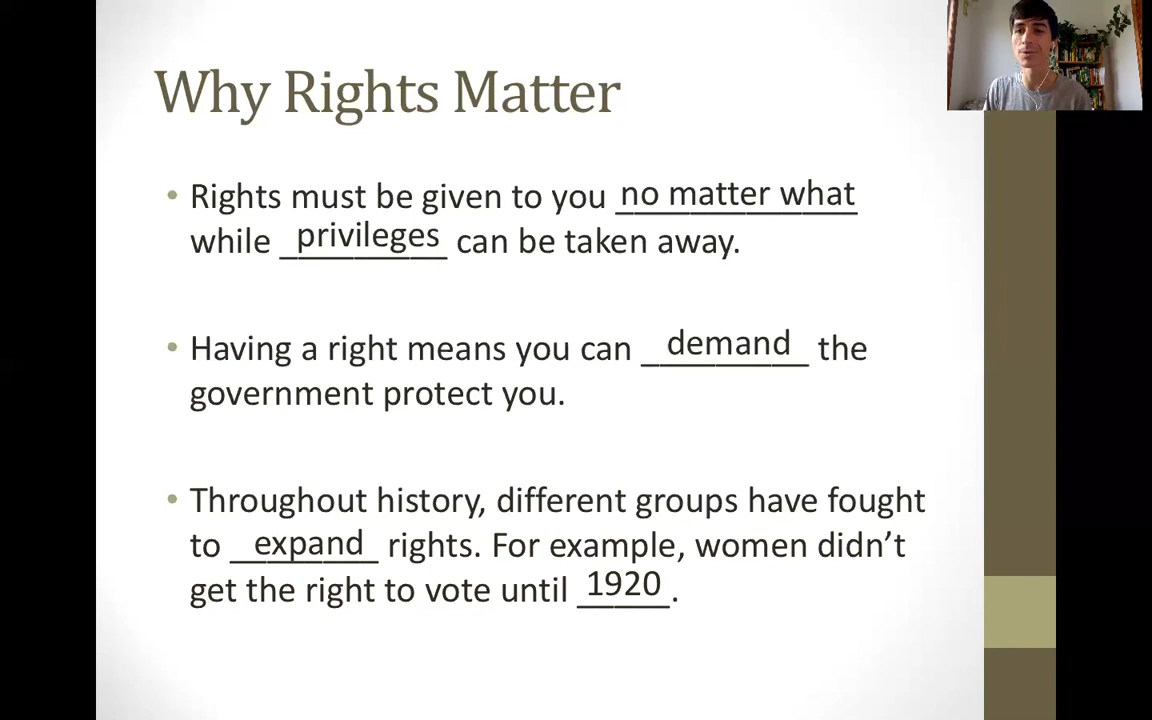 Why Rights Matter
• Rights must be given to you no matter what
while privileges can be taken away.
• Having a right means you can demand the
government protect you.
• Throughout history, different groups have fought
to expand rights. For example, women didn’t
get the right to vote until 1920.